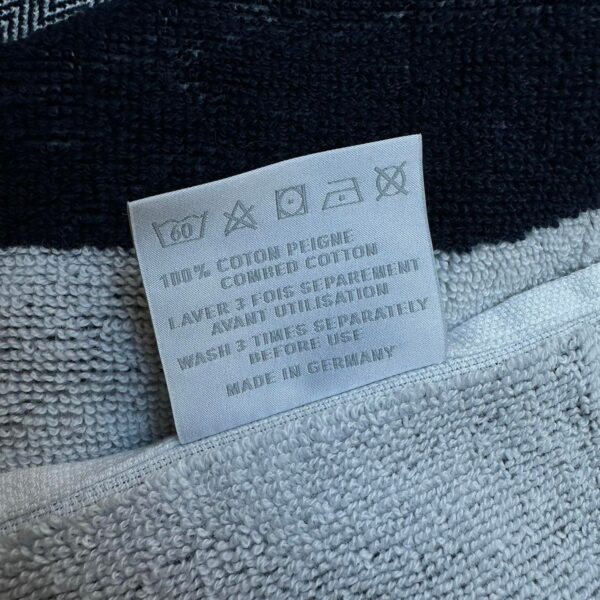 60
100% COTON PEIGNE
COMBED COTTON
LAVER 3 FOIS SEPAREMENT
AVANT UTILISATION
WASH 3 TIMES SEPARATELY
BEFORE USE
MADE IN GERMANY